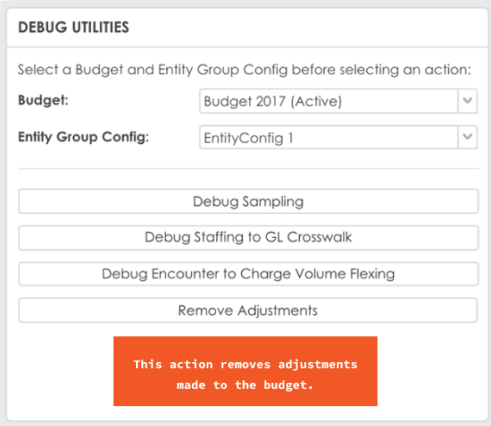 DEBUG UTILITIES
Select a Budget and Entity Group Config before selecting an action:
Budget:
Budget 2017 (Active)
Entity Group Config:
EntityConfig 1
Debug Sampling
Debug Staffing to GL Crosswalk
Debug Encounter to Charge Volume Flexing
Remove Adjustments
This action removes adjustments
made to the budget.